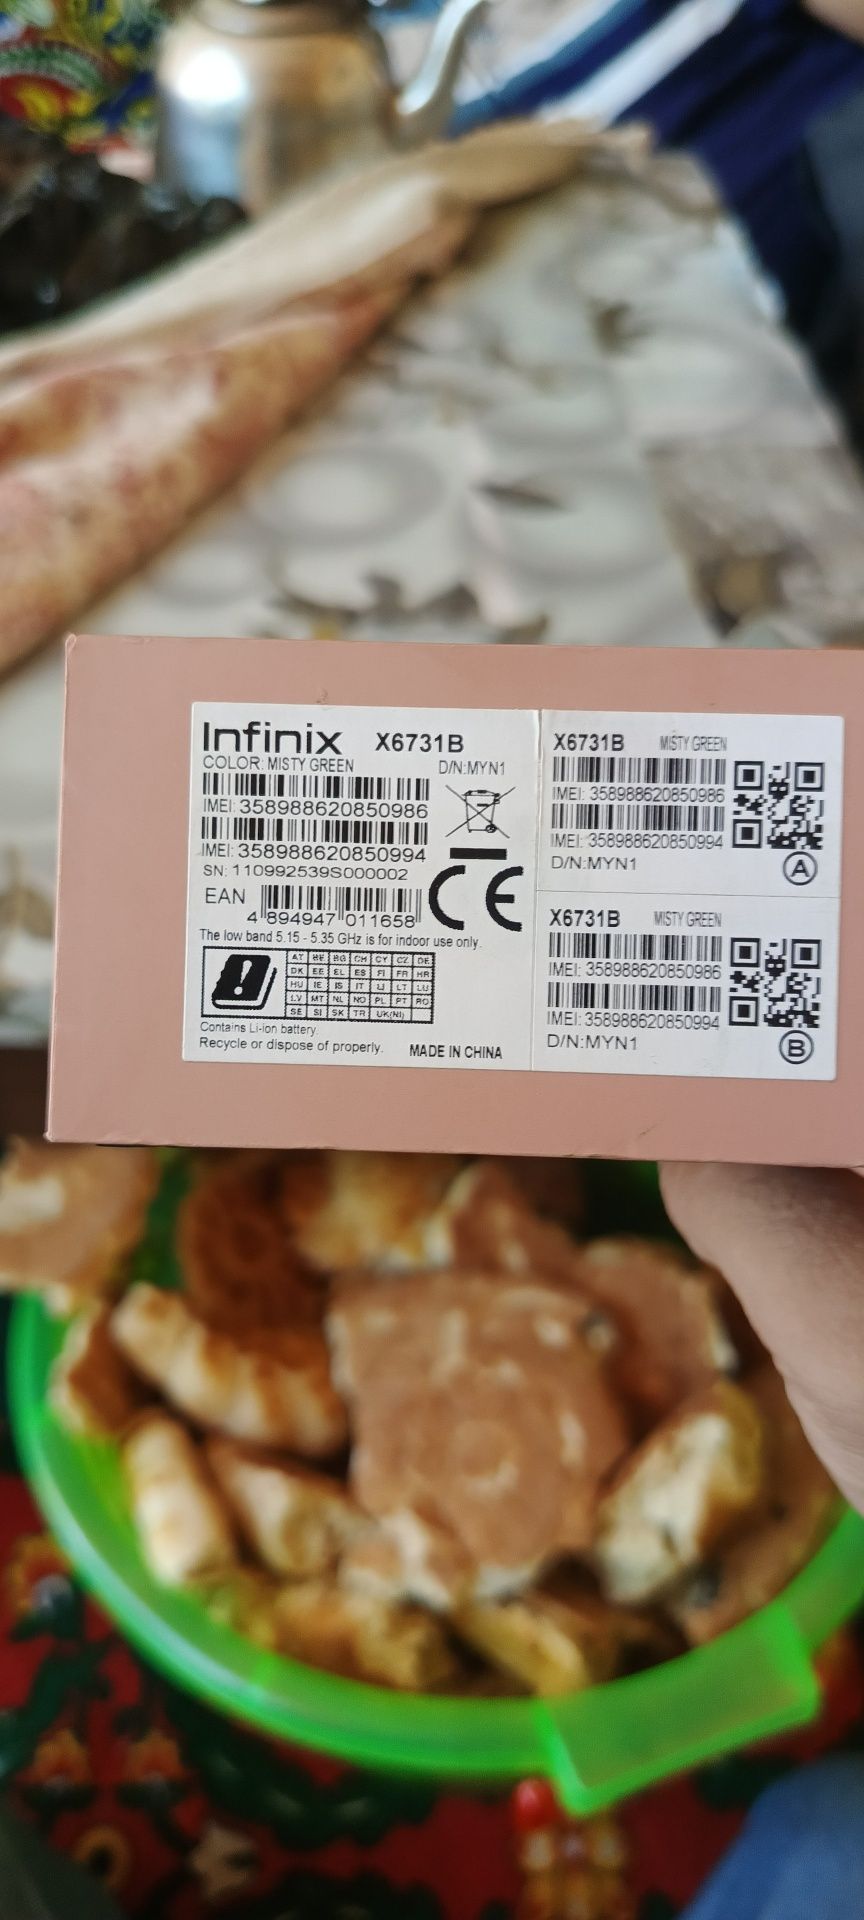 Infinix X6731B
COLOR: MISTY GREEN D/N:MYN1
IMEI: 358988620850986
IMEI: 358988620850994
SN: 110992539S000002
EAN
4 894947 011658
The low band 5.15 - 5.35 GHz is for indoor use only.
AT BE BG CH CY CZ DE
DK EE EL ES FI FR HR
HU IE IS IT LI LT LU
LV MT NL NO PL PT RO
SE SI SK TR UK(NI)
Contains Li-ion battery.
Recycle or dispose of properly. MADE IN CHINA
CE
X6731B MISTY GREEN
IMEI: 358988620850986
IMEI: 358988620850994
D/N:MYN1
A
X6731B MISTY GREEN
IMEI: 358988620850986
IMEI: 358988620850994
D/N:MYN1
B